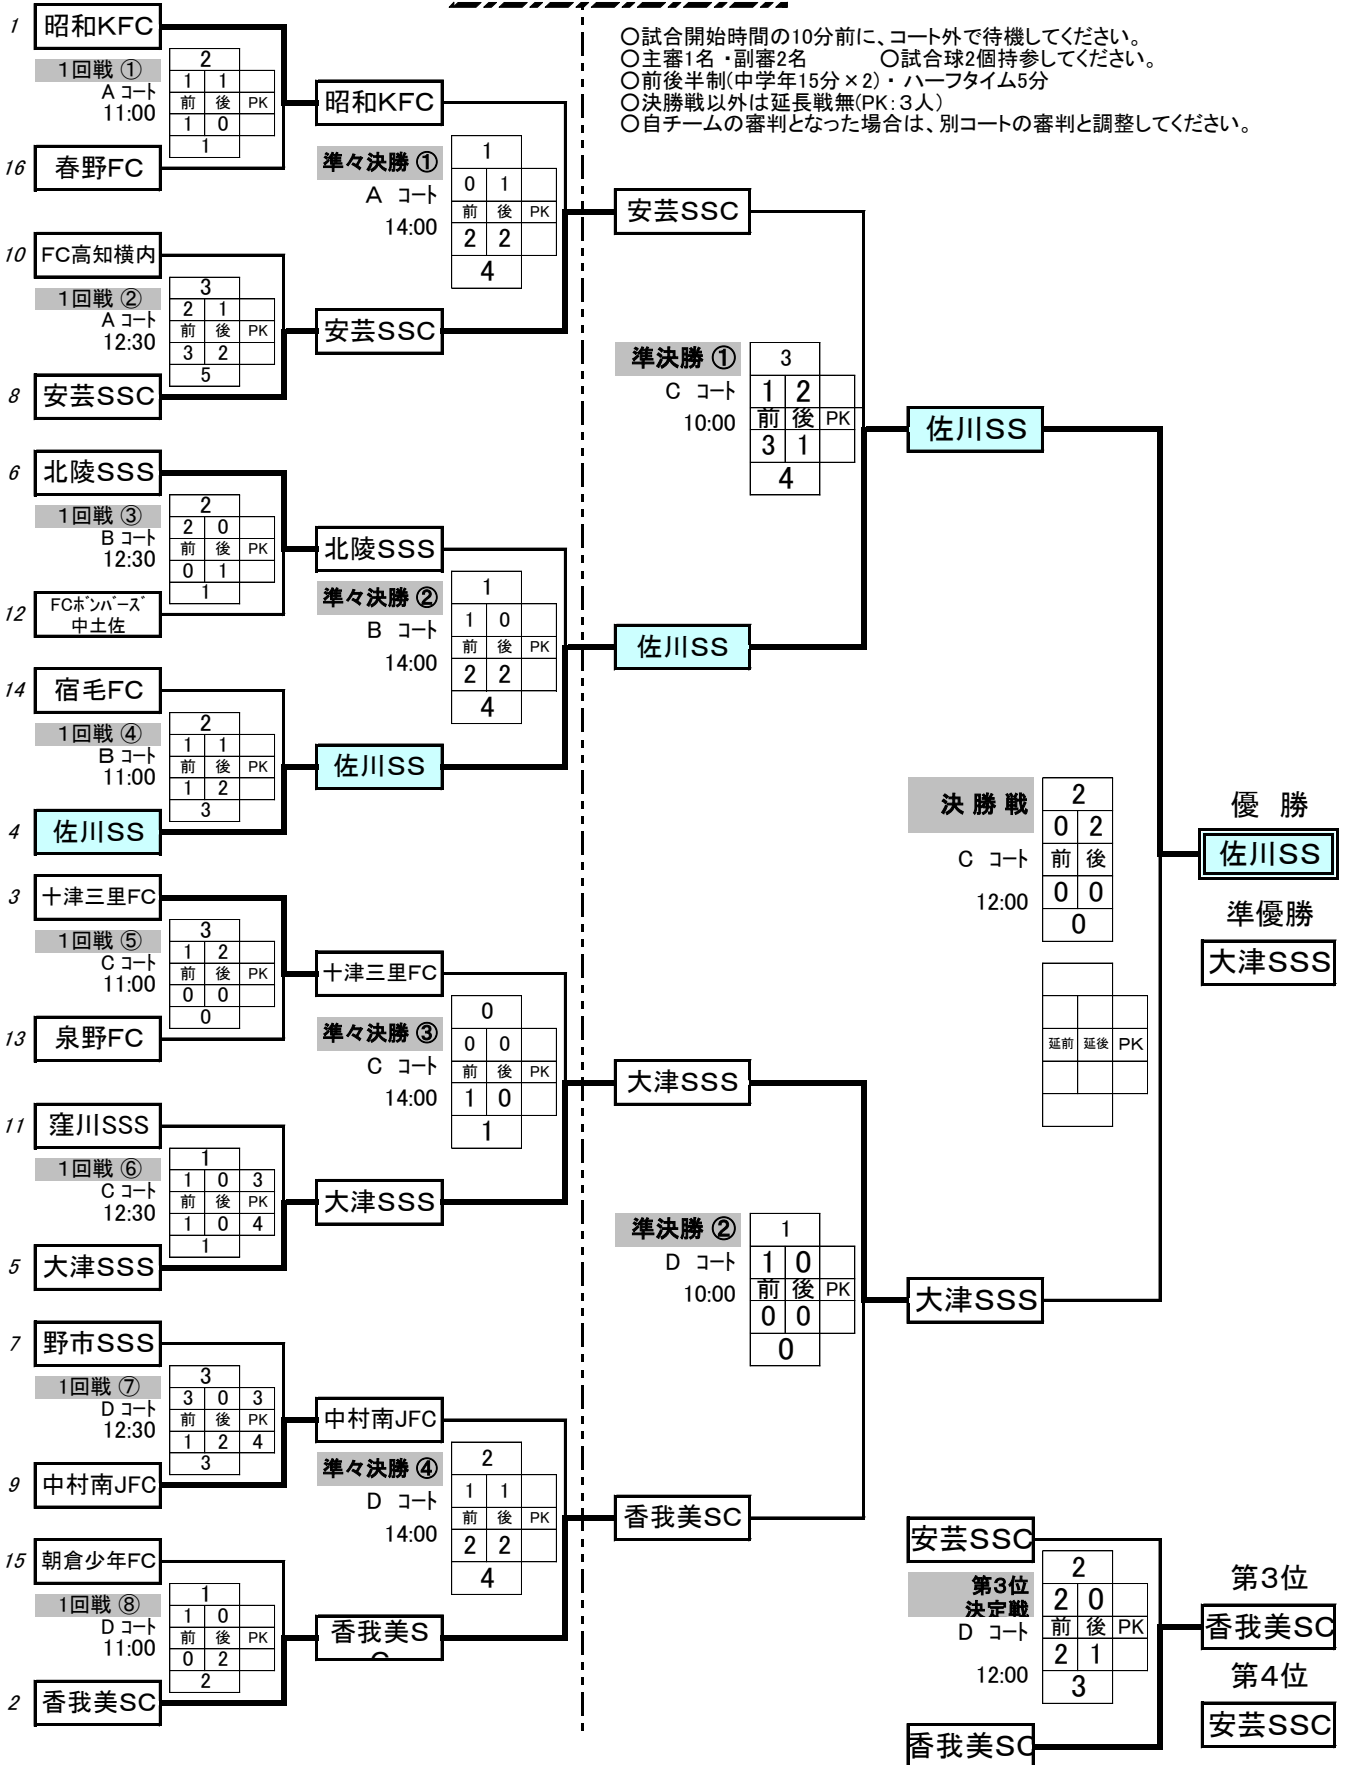 ○試合開始時間の10分前に、コート外で待機してください。
○主審1名・副審2名　○試合球2個持参してください。
○前後半制(中学年15分×2)・ハーフタイム5分
○決勝戦以外は延長戦無(PK:3人)
○自チームの審判となった場合は、別コートの審判と調整してください。
1 昭和KFC
1回戦 ①
A コート
11:00
2
1 1
前 後 PK
1 0
1
16 春野FC
10 FC高知横内
1回戦 ②
A コート
12:30
3
2 1
前 後 PK
3 2
5
8 安芸SSC
6 北陵SSS
1回戦 ③
B コート
12:30
2
2 0
前 後 PK
0 1
1
12 FCボンバーズ
中土佐
14 宿毛FC
1回戦 ④
B コート
11:00
2
1 1
前 後 PK
1 2
3
4 佐川SS
3 十津三里FC
1回戦 ⑤
C コート
11:00
3
1 2
前 後 PK
0 0
0
13 泉野FC
11 窪川SSS
1回戦 ⑥
C コート
12:30
1
1 0 3
前 後 PK
1 0 4
1
5 大津SSS
7 野市SSS
1回戦 ⑦
D コート
12:30
3
3 0 3
前 後 PK
1 2 4
3
9 中村南JFC
15 朝倉少年FC
1回戦 ⑧
D コート
11:00
1
1 0
前 後 PK
0 2
2
2 香我美SC
昭和KFC
準々決勝 ①
A コート
14:00
1
0 1
前 後 PK
2 2
4
安芸SSC
北陵SSS
準々決勝 ②
B コート
14:00
1
1 0
前 後 PK
2 2
4
佐川SS
十津三里FC
準々決勝 ③
C コート
14:00
0
0 0
前 後 PK
1 0
1
大津SSS
中村南JFC
準々決勝 ④
D コート
14:00
2
1 1
前 後 PK
2 2
4
香我美S
安芸SSC
準決勝 ①
C コート
10:00
3
1 2
前 後 PK
3 1
4
佐川SS
大津SSS
準決勝 ②
D コート
10:00
1
1 0
前 後 PK
0 0
0
香我美SC
佐川SS
決勝戦
C コート
12:00
2
0 2
前 後
0 0
0
延前 延後 PK
大津SSS
優 勝
佐川SS
準優勝
大津SSS
安芸SSC
第3位
決定戦
D コート
12:00
2
2 0
前 後 PK
2 1
3
香我美SC
第3位
香我美SC
第4位
安芸SSC